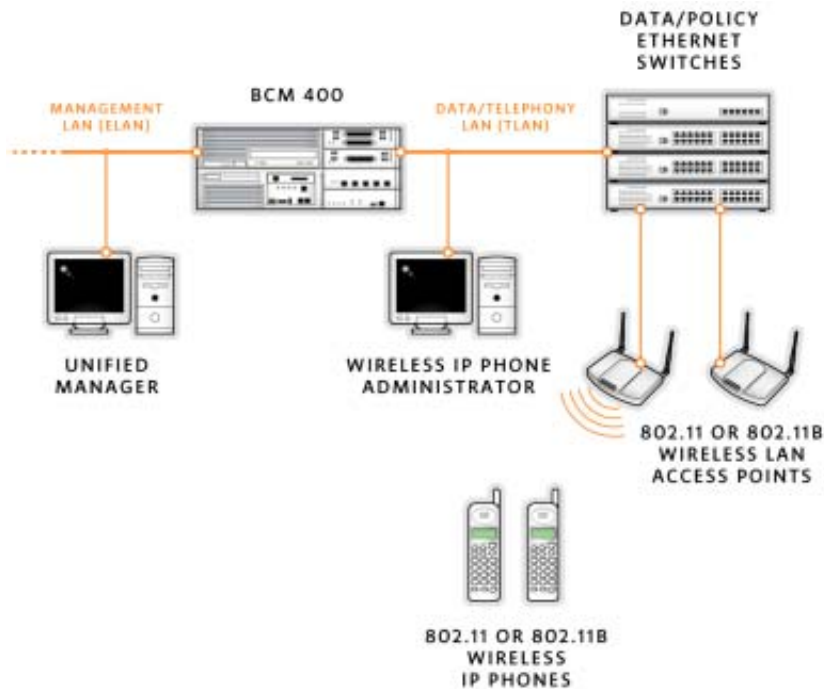 DATA/POLICY
ETHERNET
SWITCHES
BCM 400
MANAGEMENT
LAN (ELAN)
DATA/TELEPHONY
LAN (TLAN)
UNIFIED
MANAGER
WIRELESS IP PHONE
ADMINISTRATOR
802.11 OR 802.11B
WIRELESS LAN
ACCESS POINTS
802.11 OR 802.11B
WIRELESS
IP PHONES